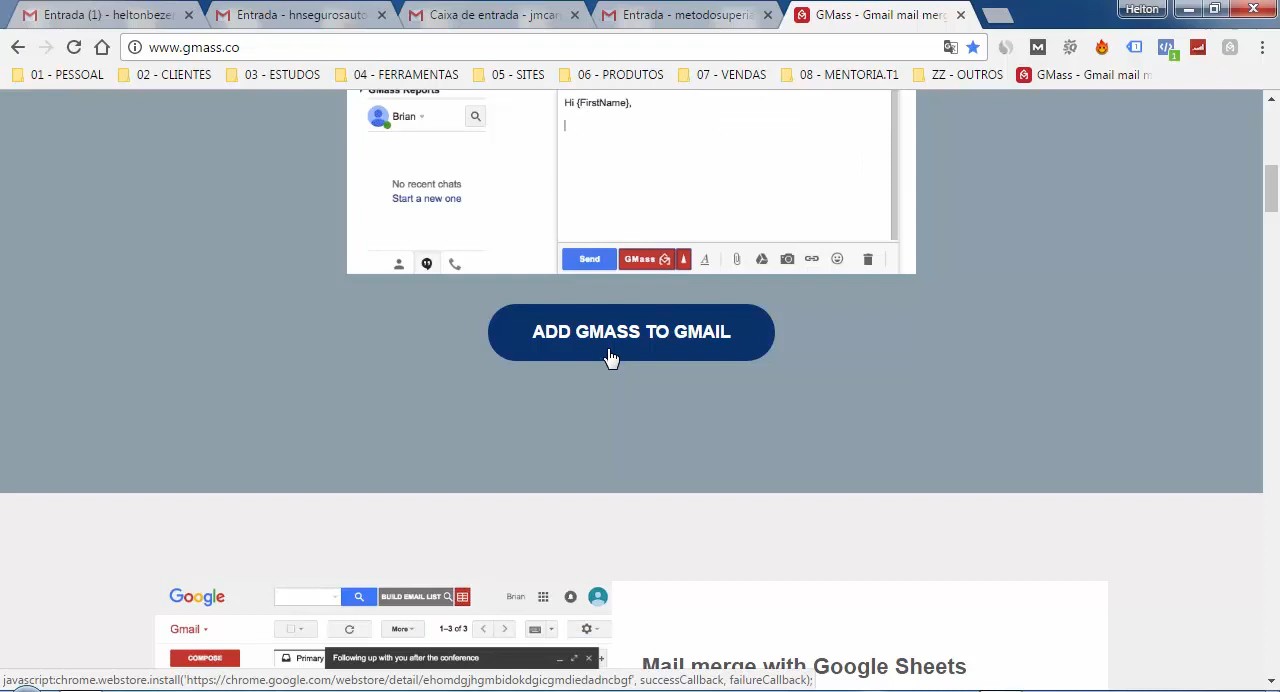 Entrada (1) - heltonbezer
Entrada - hnsegurosauto
Caixa de entrada - jmcar
Entrada - metodosuperia
GMass - Gmail mail mer
Helton
www.gmass.co
01 - PESSOAL
02 - CLIENTES
03 - ESTUDOS
04 - FERRAMENTAS
05 - SITES
06 - PRODUTOS
07 - VENDAS
08 - MENTORIA.T1
ZZ - OUTROS
GMass - Gmail mail m
GMass Reports
Brian
No recent chats
Start a new one
Hi {FirstName},
Send
GMass
ADD GMASS TO GMAIL
Google
BUILD EMAIL LIST
Brian
Gmail
More
1–3 of 3
COMPOSE
Primary
Following up with you after the conference
Mail merge with Google Sheets
javascript:chrome.webstore.install('https://chrome.google.com/webstore/detail/ehomdgjhgmbidokdgicgmdiedadncbgf', successCallback, failureCallback);